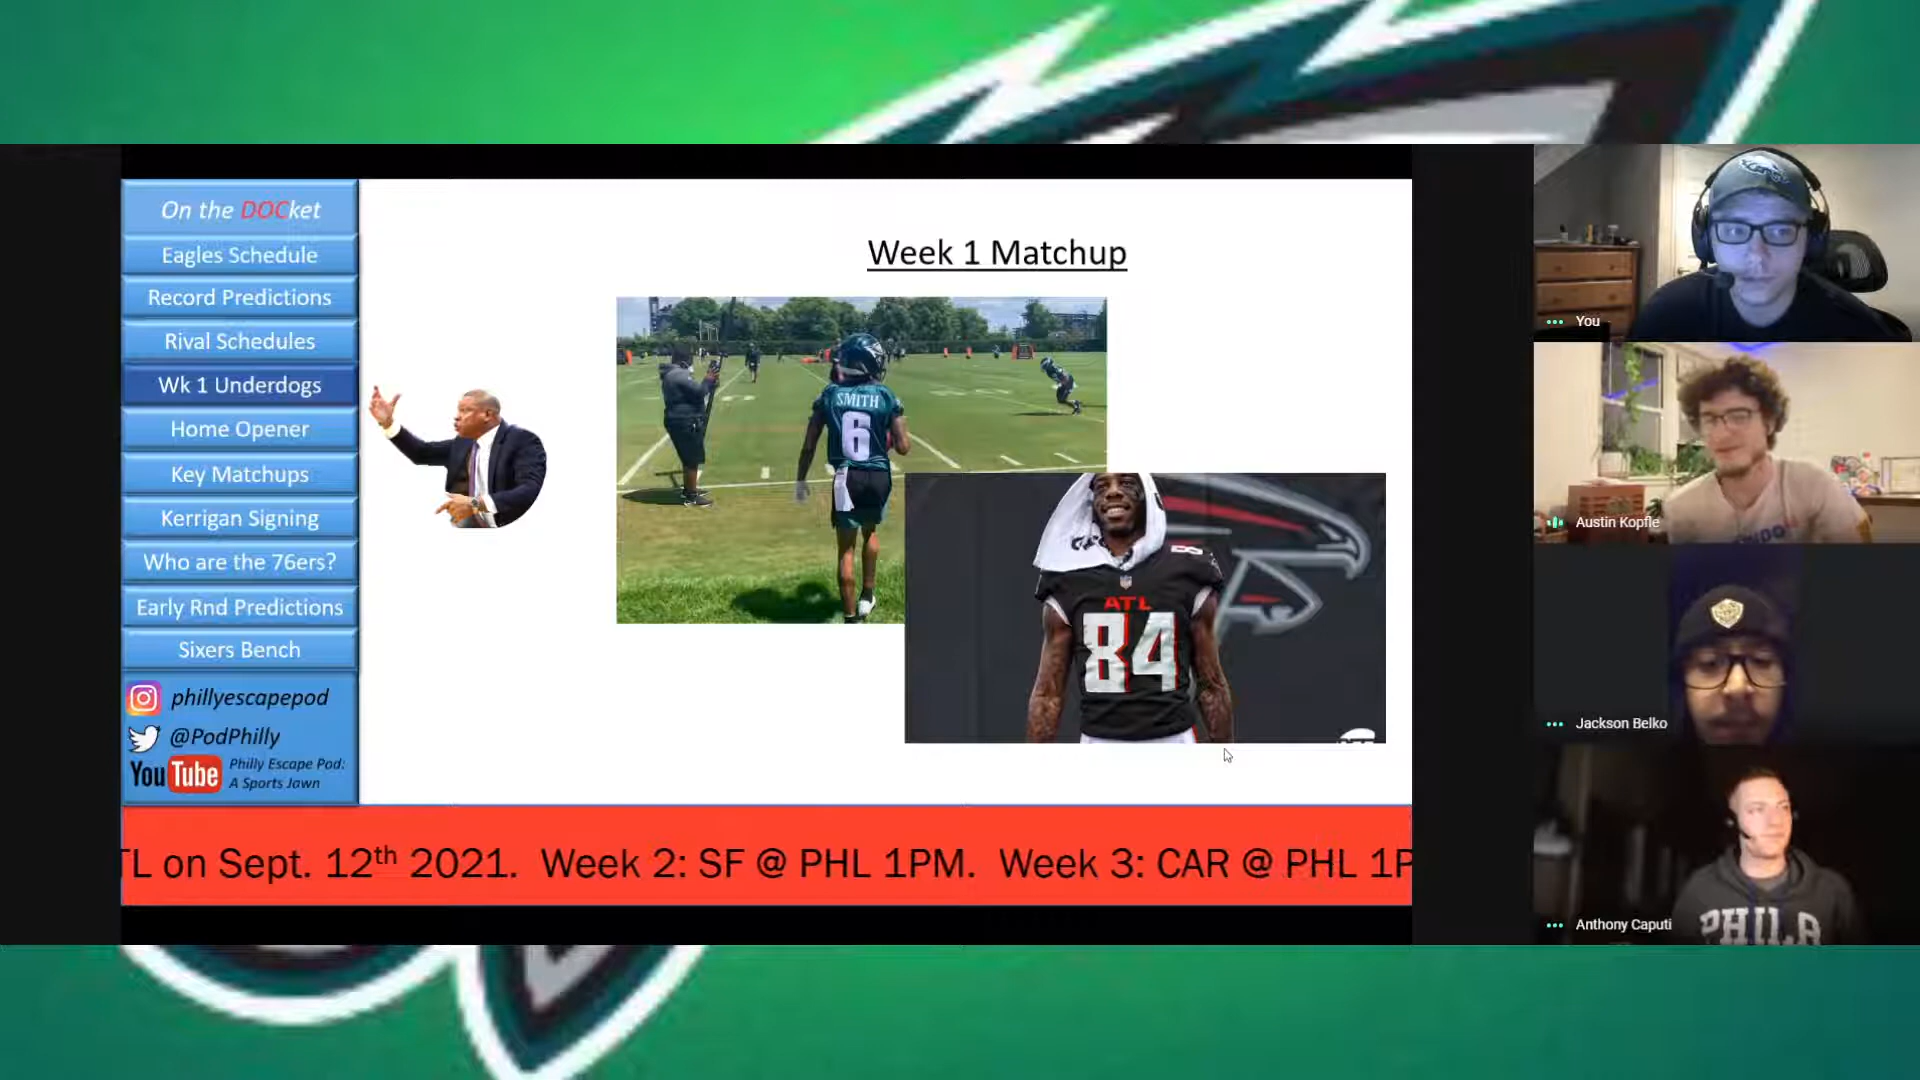 On the DOCket
Eagles Schedule
Record Predictions
Rival Schedules
Wk 1 Underdogs
Home Opener
Key Matchups
Kerrigan Signing
Who are the 76ers?
Early Rnd Predictions
Sixers Bench
phillyescapepod
@PodPhilly
YouTube
Philly Escape Pod:
A Sports Jawn
Week 1 Matchup
SMITH
6
8
ATL
84
TL on Sept. 12th 2021. Week 2: SF @ PHL 1PM. Week 3: CAR @ PHL 1P
You
Austin Kopfle
Jackson Belko
Anthony Caputi
PHILA